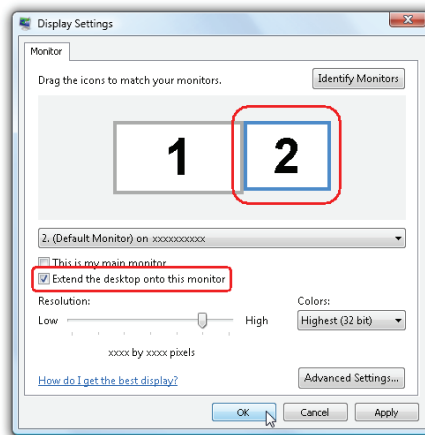 Display Settings
Monitor
Drag the icons to match your monitors.
Identify Monitors
1
2
2. (Default Monitor) on xxxxxxxxxx
This is my main monitor
Extend the desktop onto this monitor
Resolution:
Colors:
Low
High
Highest (32 bit)
xxxx by xxxx pixels
How do I get the best display?
Advanced Settings...
OK
Cancel
Apply